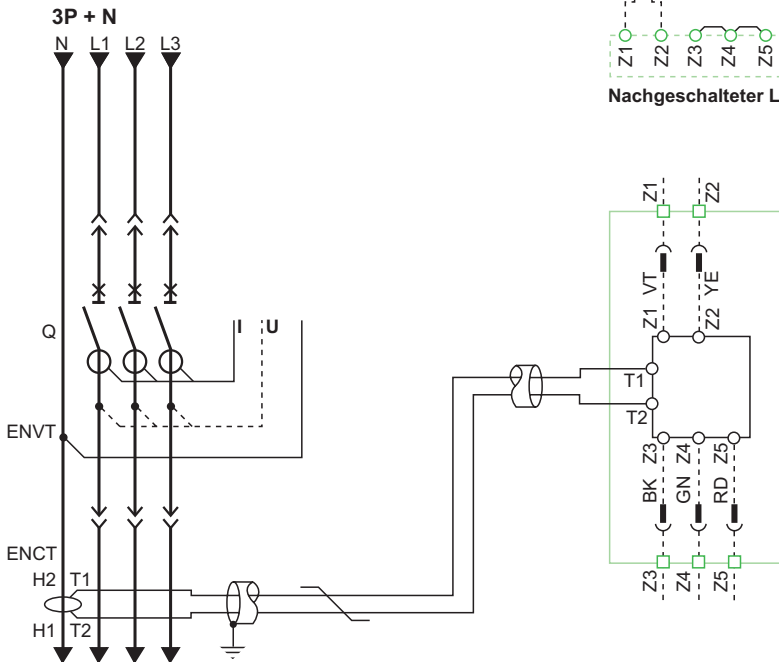 3P + N
N L1 L2 L3
Z1 Z2 Z3 Z4 Z5
Nachgeschalteter L
Z1 Z2
VT YE
Z1 Z2
Q
I U
T1
T2
ENVT
Z3 Z4 Z5
BK GN RD
ENCT
H2 T1
Z3 Z4 Z5
H1 T2